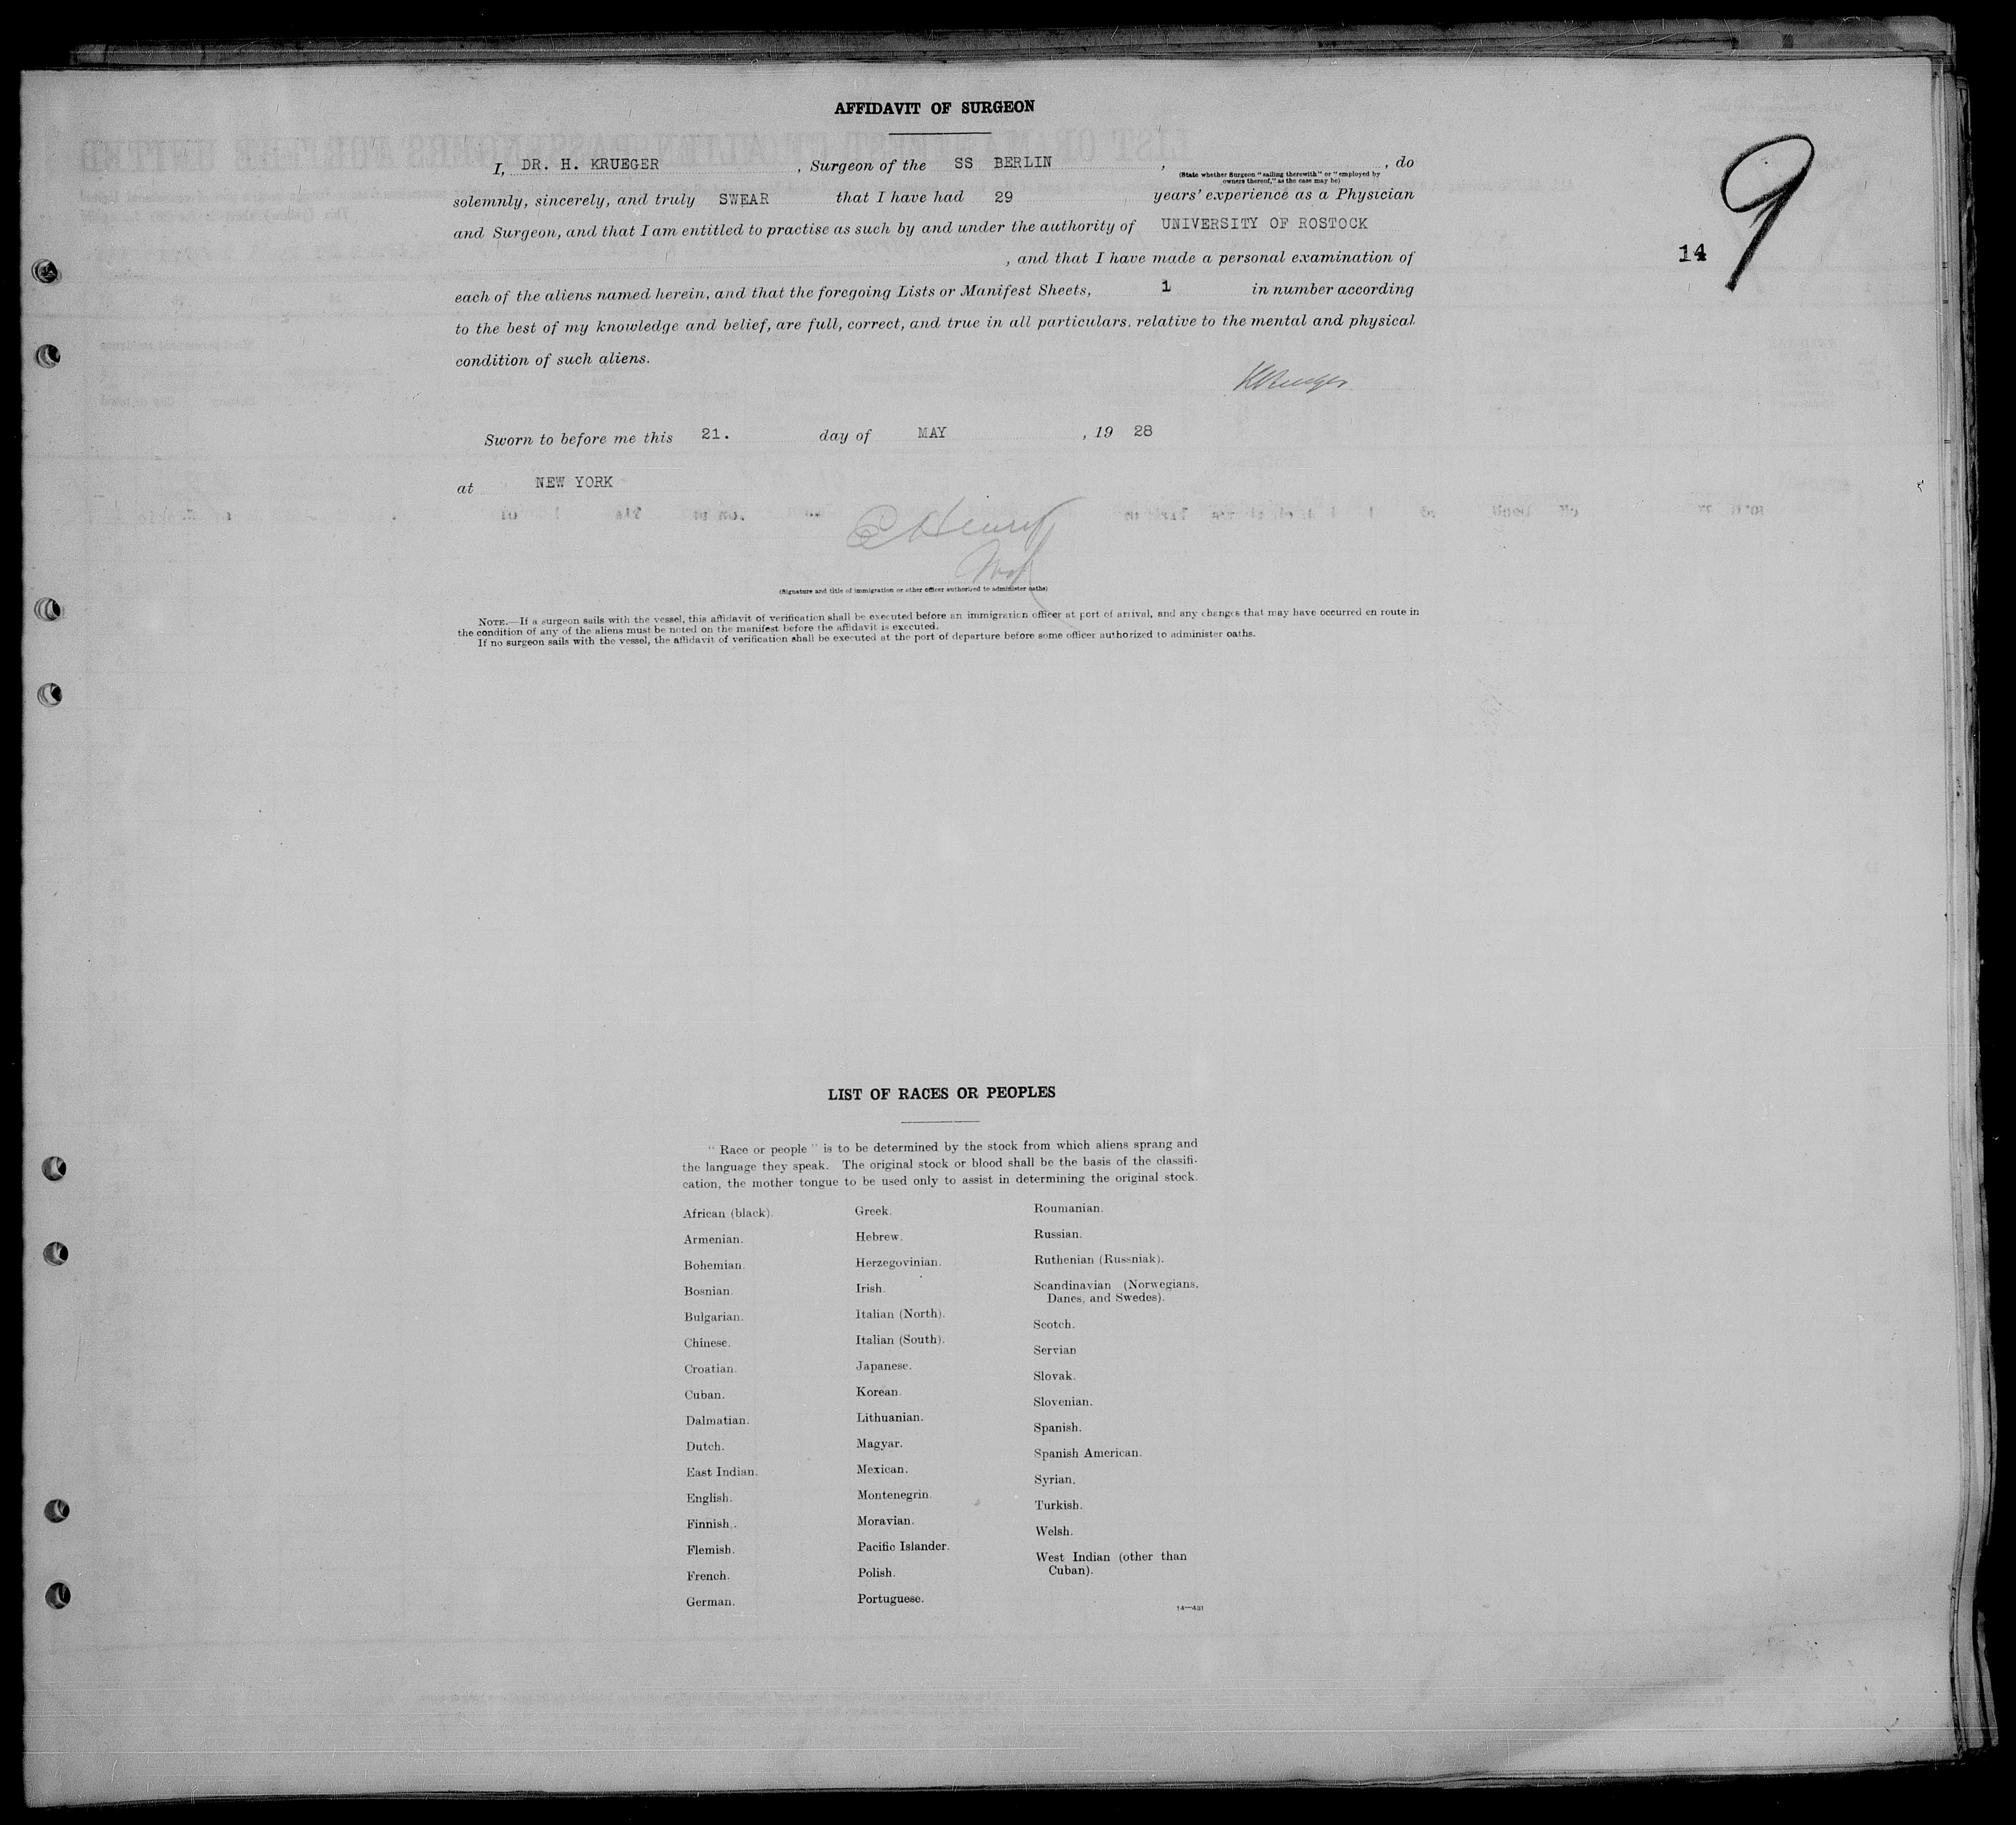 AFFIDAVIT OF SURGEON
9
I, DR. H. KRUEGER , Surgeon of the SS BERLIN , , do
(State whether Surgeon "sailing therewith" or "employed by
owners thereof," as the case may be)
solemnly, sincerely, and truly SWEAR that I have had 29 years' experience as a Physician
and Surgeon, and that I am entitled to practise as such by and under the authority of UNIVERSITY OF ROSTOCK
, and that I have made a personal examination of
14
each of the aliens named herein, and that the foregoing Lists or Manifest Sheets, 1 in number according
to the best of my knowledge and belief, are full, correct, and true in all particulars, relative to the mental and physical
condition of such aliens.
Sworn to before me this 21. day of MAY , 19 28
at NEW YORK
(Signature and title of immigration or other officer authorized to administer oaths)
NOTE.—If a surgeon sails with the vessel, this affidavit of verification shall be executed before an immigration officer at port of arrival, and any changes that may have occurred en route in
the condition of any of the aliens must be noted on the manifest before the affidavit is executed.
If no surgeon sails with the vessel, the affidavit of verification shall be executed at the port of departure before some officer authorized to administer oaths.
LIST OF RACES OR PEOPLES
"Race or people" is to be determined by the stock from which aliens sprang and
the language they speak. The original stock or blood shall be the basis of the classifi-
cation, the mother tongue to be used only to assist in determining the original stock.
African (black).
Armenian.
Bohemian.
Bosnian.
Bulgarian.
Chinese.
Croatian.
Cuban.
Dalmatian.
Dutch.
East Indian.
English.
Finnish.
Flemish.
French.
German.
Greek.
Hebrew.
Herzegovinian.
Irish.
Italian (North).
Italian (South).
Japanese.
Korean.
Lithuanian.
Magyar.
Mexican.
Montenegrin.
Moravian.
Pacific Islander.
Polish.
Portuguese.
Roumanian.
Russian.
Ruthenian (Russniak).
Scandinavian (Norwegians,
Danes, and Swedes).
Scotch.
Servian
Slovak.
Slovenian.
Spanish.
Spanish American.
Syrian.
Turkish.
Welsh.
West Indian (other than
Cuban).
14—431